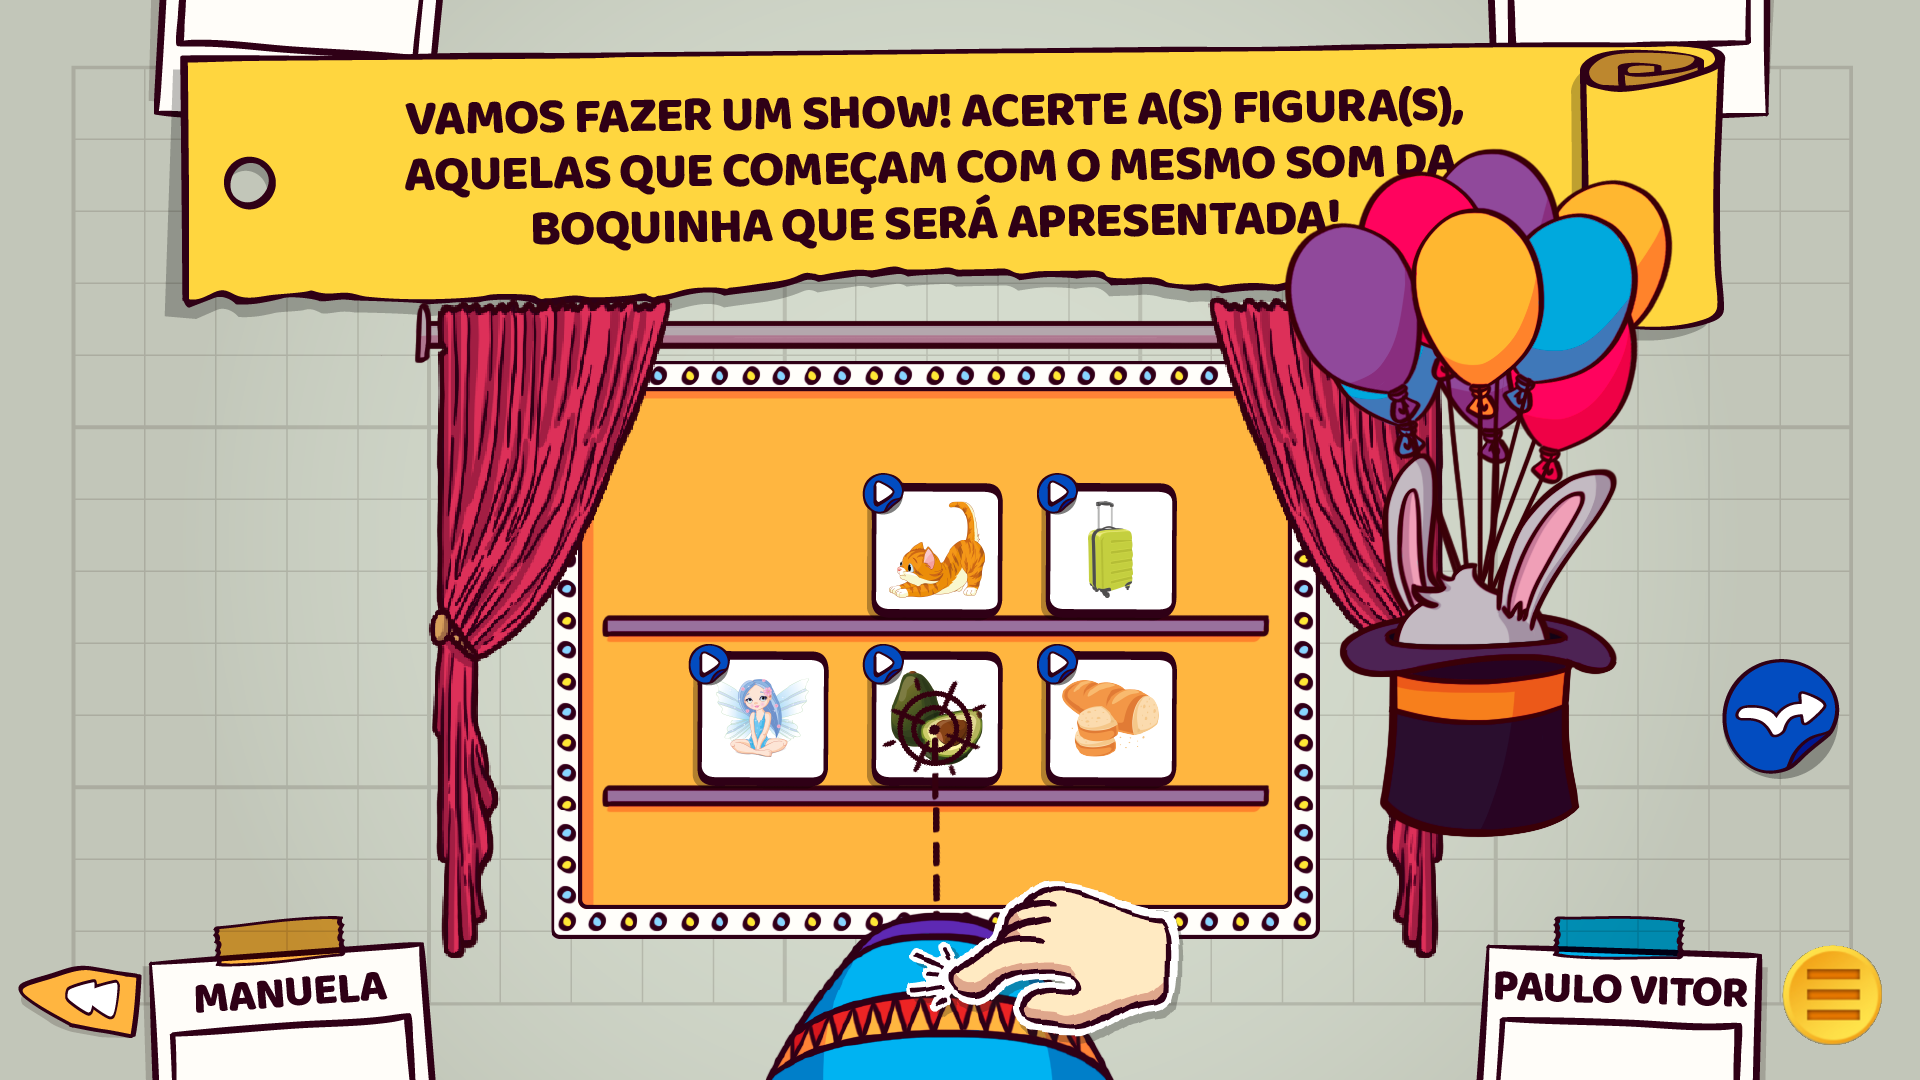 VAMOS FAZER UM SHOW! ACERTE A(S) FIGURA(S),
AQUELAS QUE COMEÇAM COM O MESMO SOM DA
BOQUINHA QUE SERÁ APRESENTADA!
MANUELA
PAULO VITOR